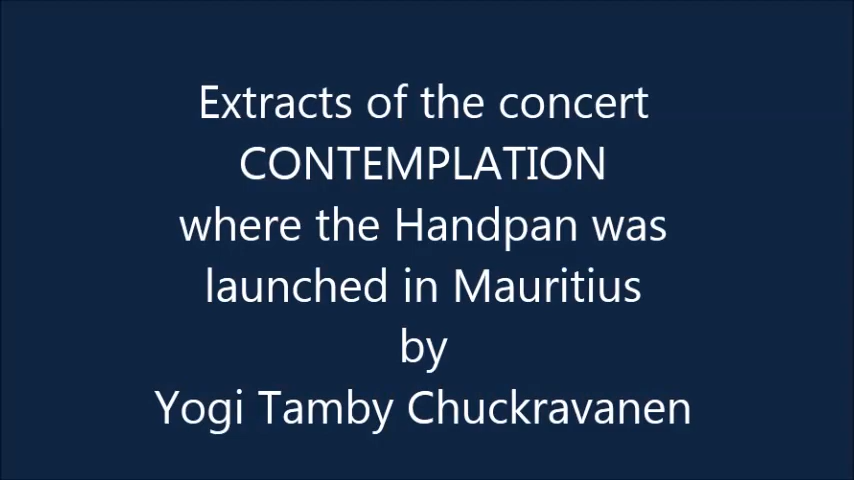 Extracts of the concert
CONTEMPLATION
where the Handpan was
launched in Mauritius
by
Yogi Tamby Chuckravanen